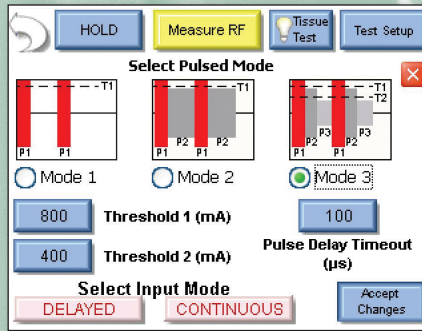 HOLD
Measure RF
Tissue
Test
Test Setup
Select Pulsed Mode
T1
P1 P1
T1
P2 P2
P1 P1
T1
T2
P3 P3
P2 P2
P1 P1
Mode 1
Mode 2
Mode 3
800 Threshold 1 (mA)
100
400 Threshold 2 (mA)
Pulse Delay Timeout
(µs)
Select Input Mode
DELAYED
CONTINUOUS
Accept
Changes